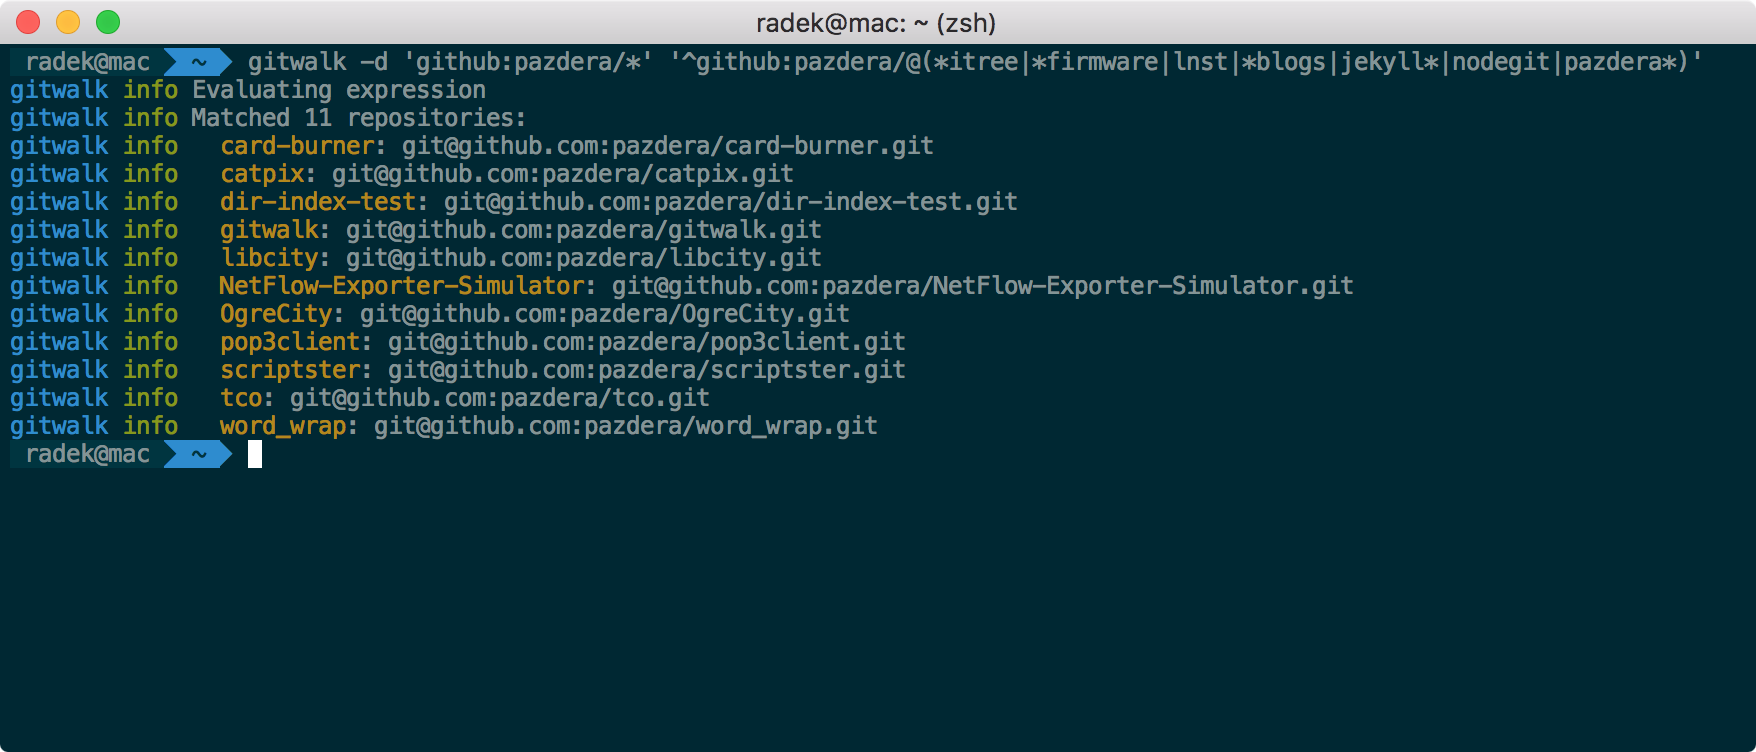 radek@mac: ~ (zsh)
radek@mac ~ gitwalk -d 'github:pazdera/*' '^github:pazdera/@(*itree|*firmware|lnst|*blogs|jekyll*|nodegit|pazdera*)'
gitwalk info Evaluating expression
gitwalk info Matched 11 repositories:
gitwalk info   card-burner: git@github.com:pazdera/card-burner.git
gitwalk info   catpix: git@github.com:pazdera/catpix.git
gitwalk info   dir-index-test: git@github.com:pazdera/dir-index-test.git
gitwalk info   gitwalk: git@github.com:pazdera/gitwalk.git
gitwalk info   libcity: git@github.com:pazdera/libcity.git
gitwalk info   NetFlow-Exporter-Simulator: git@github.com:pazdera/NetFlow-Exporter-Simulator.git
gitwalk info   OgreCity: git@github.com:pazdera/OgreCity.git
gitwalk info   pop3client: git@github.com:pazdera/pop3client.git
gitwalk info   scriptster: git@github.com:pazdera/scriptster.git
gitwalk info   tco: git@github.com:pazdera/tco.git
gitwalk info   word_wrap: git@github.com:pazdera/word_wrap.git
radek@mac ~